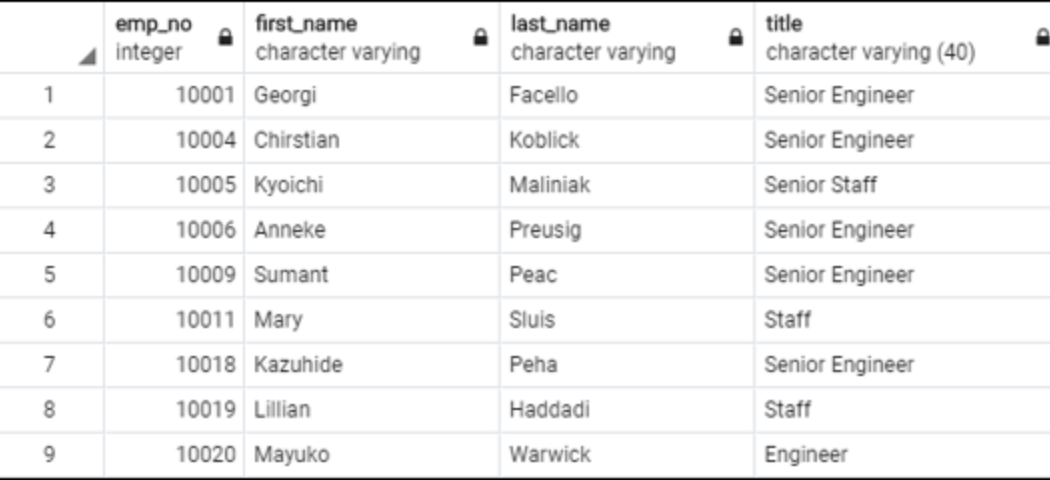 emp_no first_name last_name title
integer character varying character varying character varying (40)
1 10001 Georgi Facello Senior Engineer
2 10004 Chirstian Koblick Senior Engineer
3 10005 Kyoichi Maliniak Senior Staff
4 10006 Anneke Preusig Senior Engineer
5 10009 Sumant Peac Senior Engineer
6 10011 Mary Sluis Staff
7 10018 Kazuhide Peha Senior Engineer
8 10019 Lillian Haddadi Staff
9 10020 Mayuko Warwick Engineer